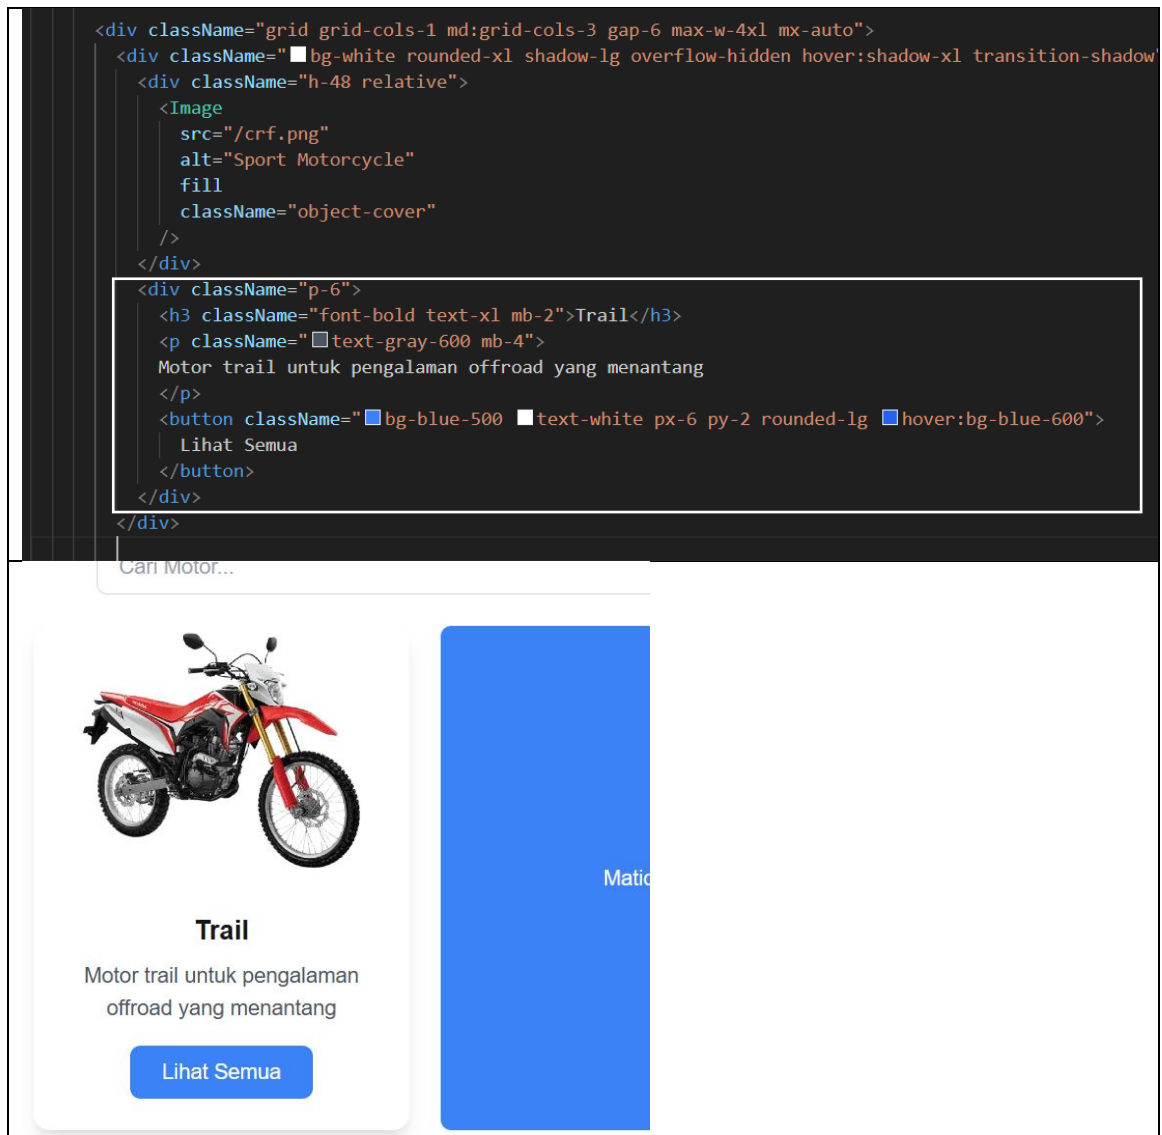 <div className="grid grid-cols-1 md:grid-cols-3 gap-6 max-w-4xl mx-auto">
<div className="bg-white rounded-xl shadow-lg overflow-hidden hover:shadow-xl transition-shadow"
<div className="h-48 relative">
<Image
src="/crf.png"
alt="Sport Motorcycle"
fill
className="object-cover"
/>
</div>
<div className="p-6">
<h3 className="font-bold text-xl mb-2">Trail</h3>
<p className="text-gray-600 mb-4">
Motor trail untuk pengalaman offroad yang menantang
</p>
<button className="bg-blue-500 text-white px-6 py-2 rounded-lg hover:bg-blue-600">
Lihat Semua
</button>
</div>
</div>
Cari Motor...
Matic
Trail
Motor trail untuk pengalaman
offroad yang menantang
Lihat Semua